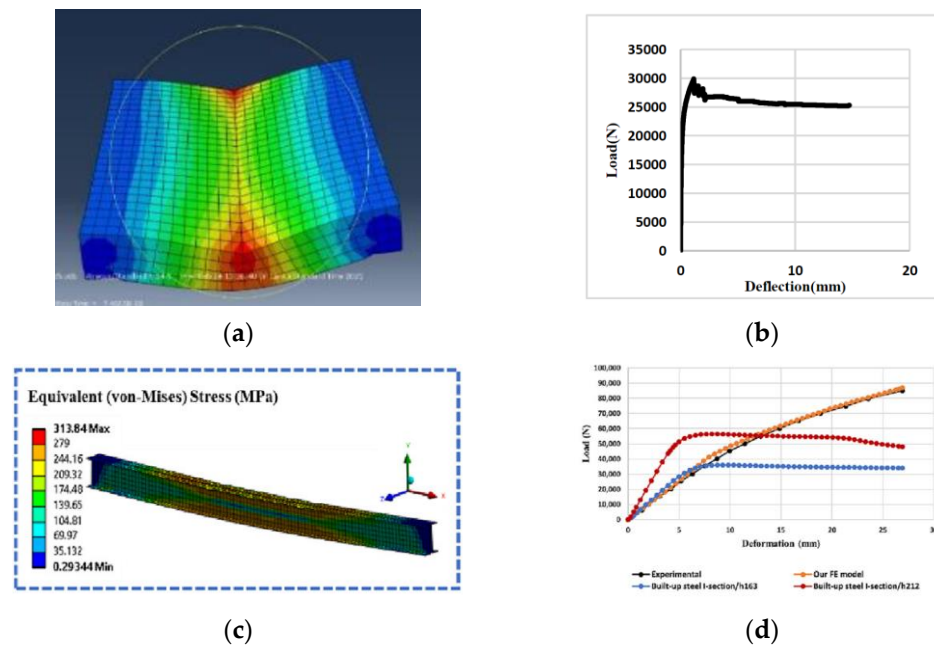 35000
30000
25000
20000
15000
10000
5000
0
Load(N)
0 10 20
Deflection(mm)
(a)
(b)
Equivalent (von-Mises) Stress (MPa)
313.84 Max
279
244.16
209.32
174.48
139.65
104.81
69.97
35.132
0.29344 Min
100,000
90,000
80,000
70,000
60,000
50,000
40,000
30,000
20,000
10,000
0
Load (N)
0 5 10 15 20 25 30
Deformation (mm)
Experimental
Our FE model
Built-up steel I-section/h163
Built-up steel I-section/h212
(c)
(d)